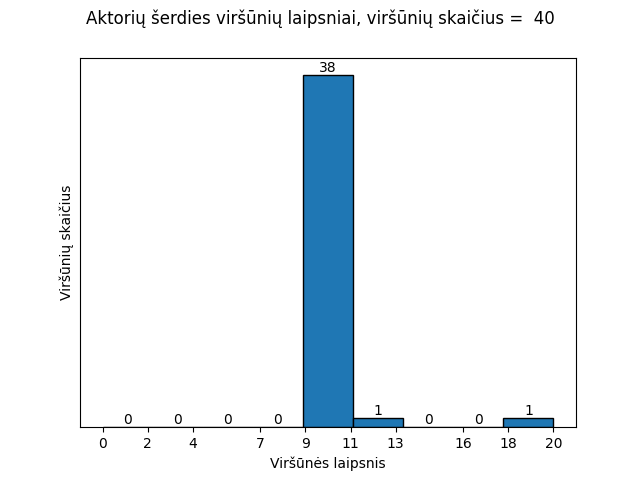 Aktorių šerdies viršūnių laipsniai, viršūnių skaičius =  40
Viršūnių skaičius
38
0 0 0 0 1 0 0 1
0 2 4 7 9 11 13 16 18 20
Viršūnės laipsnis